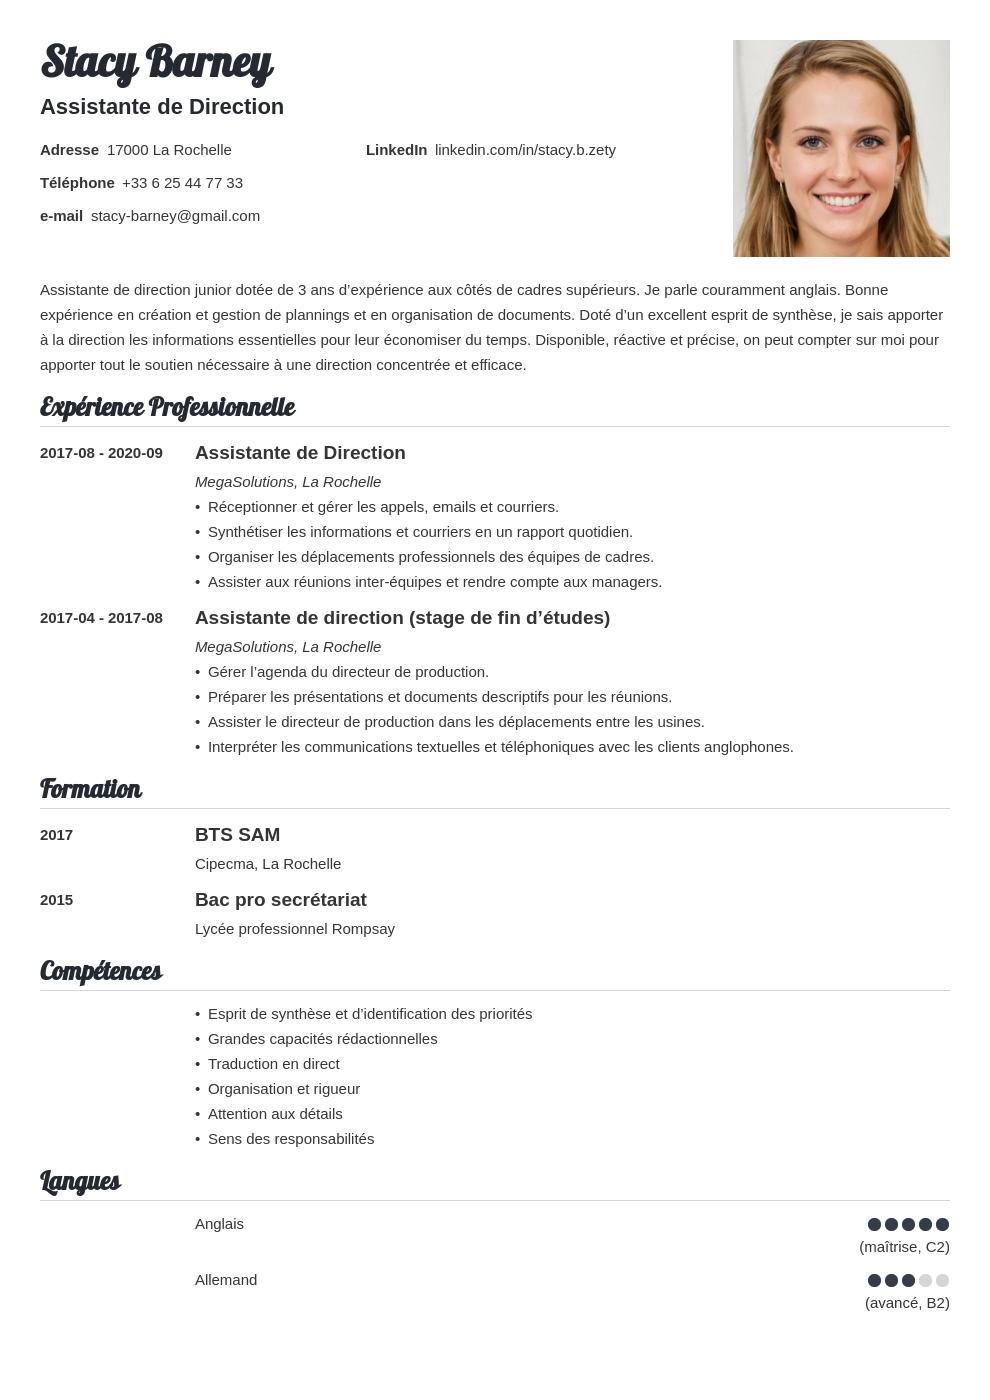 Stacy Barney
Assistante de Direction
Adresse 17000 La Rochelle
LinkedIn linkedin.com/in/stacy.b.zety
Téléphone +33 6 25 44 77 33
e-mail stacy-barney@gmail.com
Assistante de direction junior dotée de 3 ans d’expérience aux côtés de cadres supérieurs. Je parle couramment anglais. Bonne
expérience en création et gestion de plannings et en organisation de documents. Doté d’un excellent esprit de synthèse, je sais apporter
à la direction les informations essentielles pour leur économiser du temps. Disponible, réactive et précise, on peut compter sur moi pour
apporter tout le soutien nécessaire à une direction concentrée et efficace.
Expérience Professionnelle
2017-08 - 2020-09 Assistante de Direction
MegaSolutions, La Rochelle
• Réceptionner et gérer les appels, emails et courriers.
• Synthétiser les informations et courriers en un rapport quotidien.
• Organiser les déplacements professionnels des équipes de cadres.
• Assister aux réunions inter-équipes et rendre compte aux managers.
2017-04 - 2017-08 Assistante de direction (stage de fin d’études)
MegaSolutions, La Rochelle
• Gérer l’agenda du directeur de production.
• Préparer les présentations et documents descriptifs pour les réunions.
• Assister le directeur de production dans les déplacements entre les usines.
• Interpréter les communications textuelles et téléphoniques avec les clients anglophones.
Formation
2017 BTS SAM
Cipecma, La Rochelle
2015 Bac pro secrétariat
Lycée professionnel Rompsay
Compétences
• Esprit de synthèse et d’identification des priorités
• Grandes capacités rédactionnelles
• Traduction en direct
• Organisation et rigueur
• Attention aux détails
• Sens des responsabilités
Langues
Anglais
(maîtrise, C2)
Allemand
(avancé, B2)